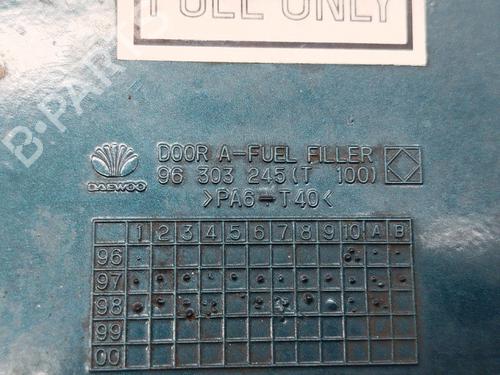 FUEL ONLY
B-PARTS
DOOR A-FUEL FILLER
96 303 245(T 100)
DAEWOO
>PA6-T40<
1 2 3 4 5 6 7 8 9 10 A B
96
97
98
99
00